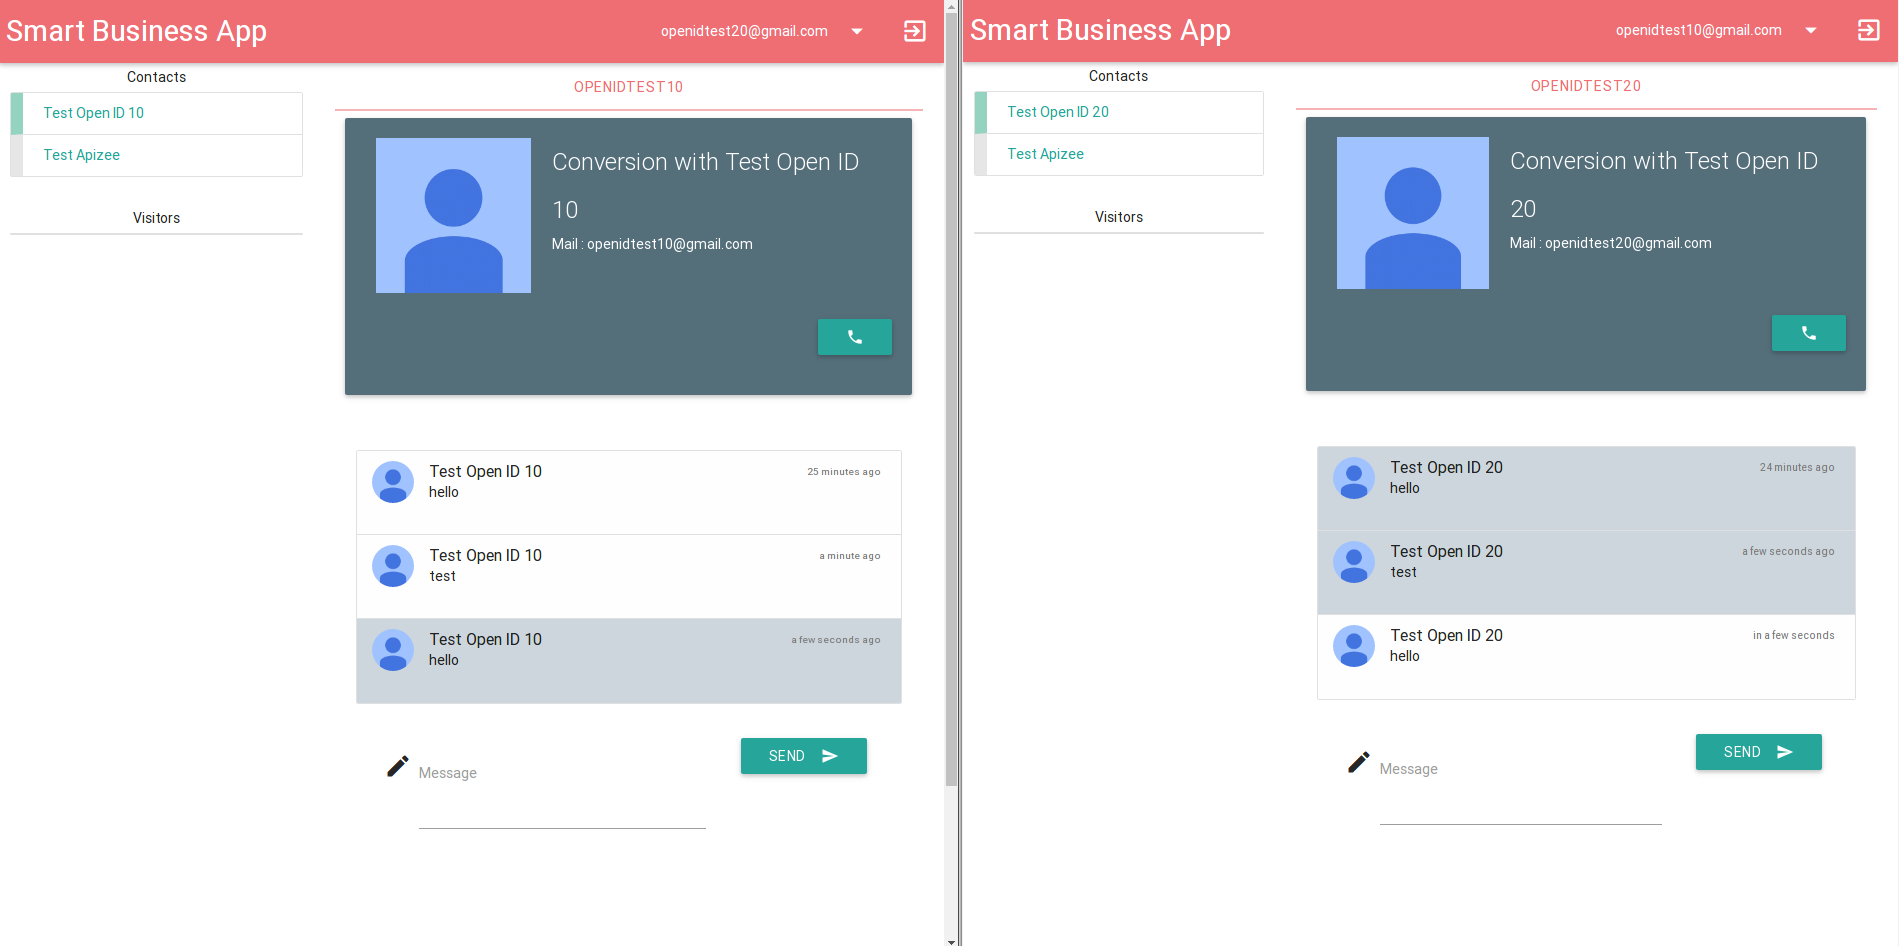 Smart Business App
openidtest20@gmail.com
Contacts
Test Open ID 10
Test Apizee
Visitors
OPENIDTEST10
Conversion with Test Open ID
10
Mail : openidtest10@gmail.com
Test Open ID 10
25 minutes ago
hello
Test Open ID 10
a minute ago
test
Test Open ID 10
a few seconds ago
hello
Message
SEND
Smart Business App
openidtest10@gmail.com
Contacts
Test Open ID 20
Test Apizee
Visitors
OPENIDTEST20
Conversion with Test Open ID
20
Mail : openidtest20@gmail.com
Test Open ID 20
24 minutes ago
hello
Test Open ID 20
a few seconds ago
test
Test Open ID 20
in a few seconds
hello
Message
SEND